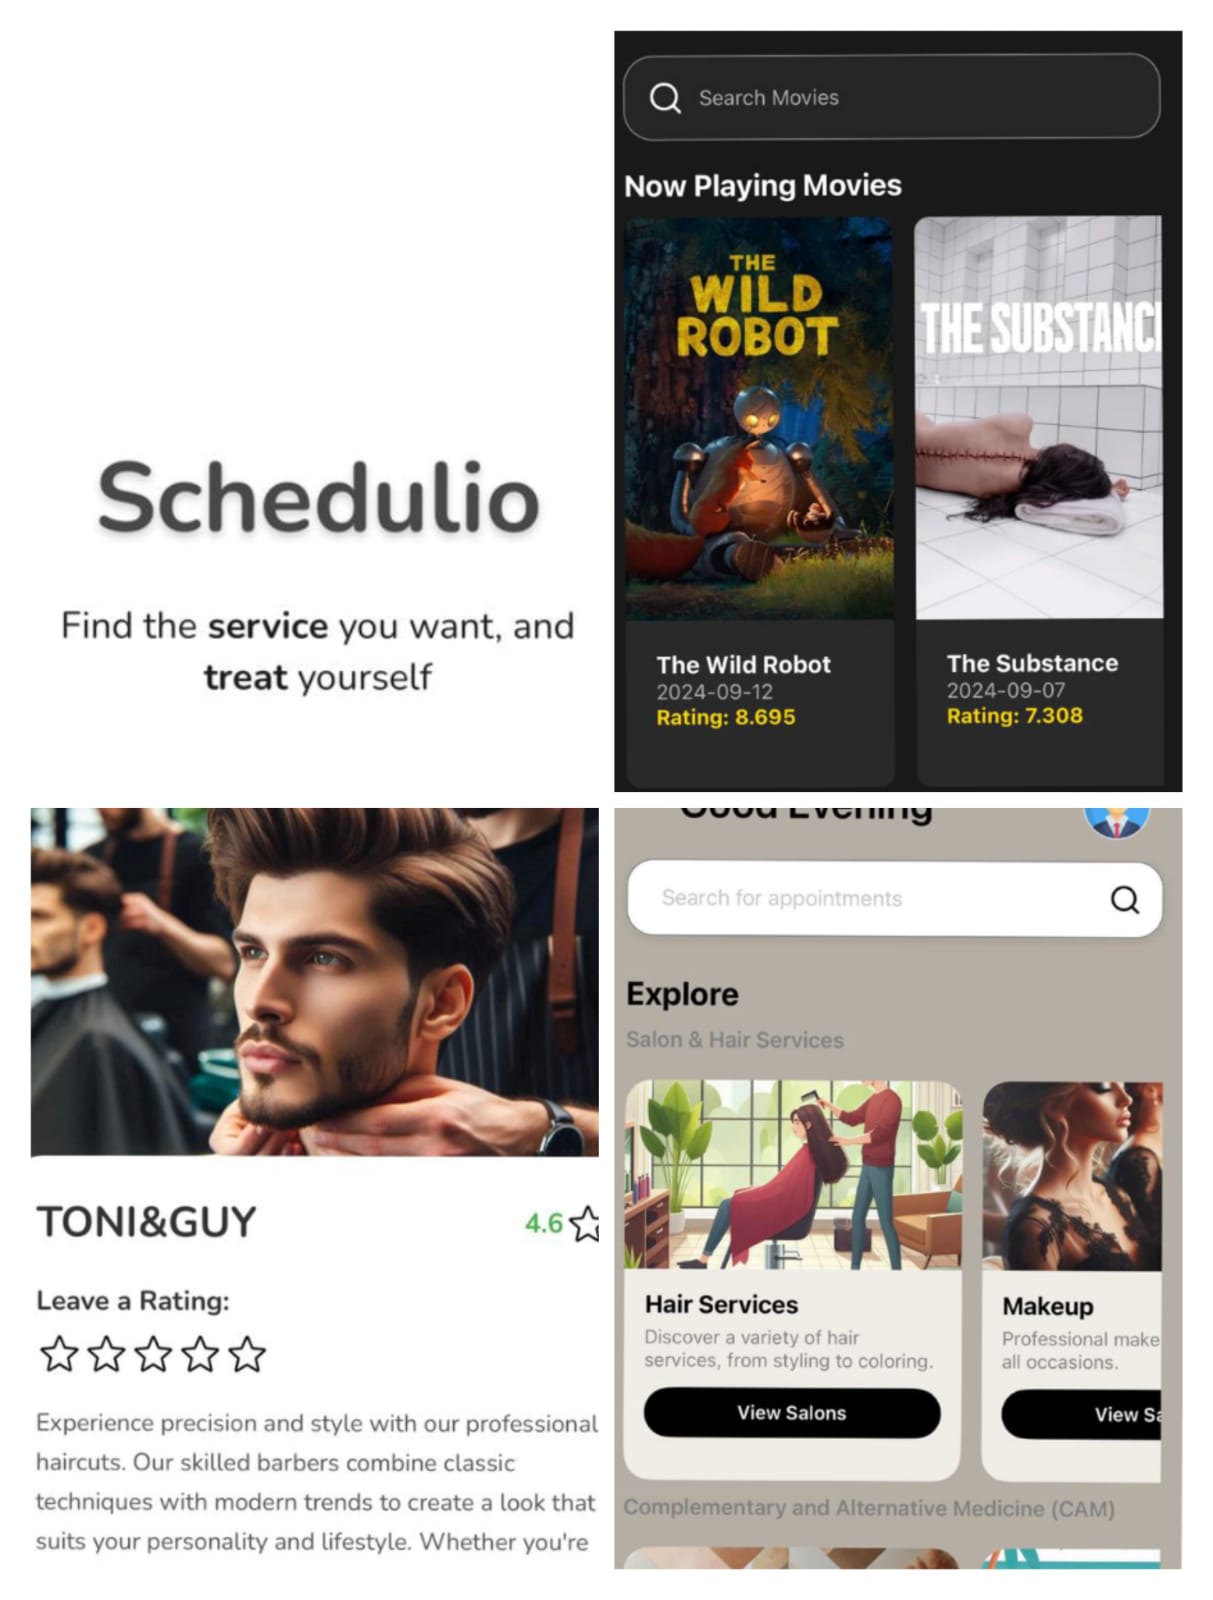 Schedulio
Find the service you want, and
treat yourself
Search Movies
Now Playing Movies
THE
WILD
ROBOT
THE SUBSTANC
The Wild Robot
2024-09-12
Rating: 8.695
The Substance
2024-09-07
Rating: 7.308
TONI&GUY
4.6
Leave a Rating:
Experience precision and style with our professional
haircuts. Our skilled barbers combine classic
techniques with modern trends to create a look that
suits your personality and lifestyle. Whether you're
Good Evening
Search for appointments
Explore
Salon & Hair Services
Hair Services
Discover a variety of hair
services, from styling to coloring.
View Salons
Makeup
Professional make
all occasions.
View Sa
Complementary and Alternative Medicine (CAM)